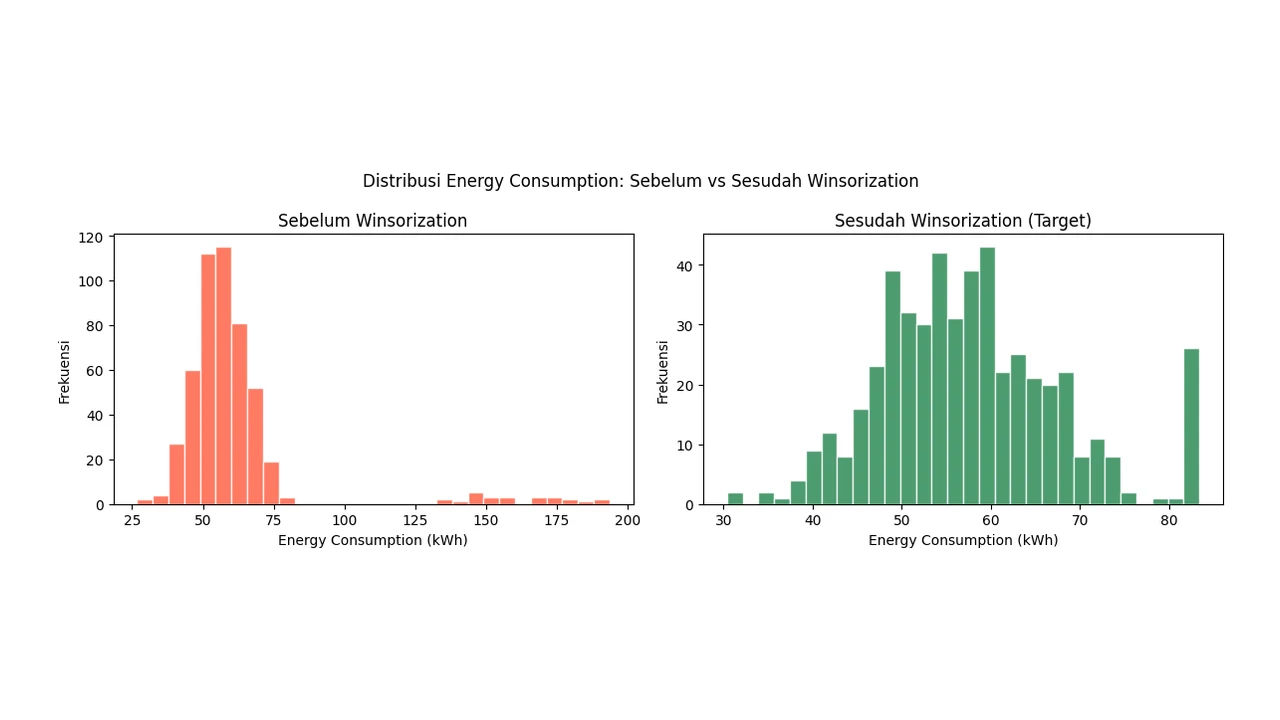 Distribusi Energy Consumption: Sebelum vs Sesudah Winsorization
Sebelum Winsorization
120
100
80
60
40
20
0
Frekuensi
25 50 75 100 125 150 175 200
Energy Consumption (kWh)
Sesudah Winsorization (Target)
40
30
20
10
0
Frekuensi
30 40 50 60 70 80
Energy Consumption (kWh)